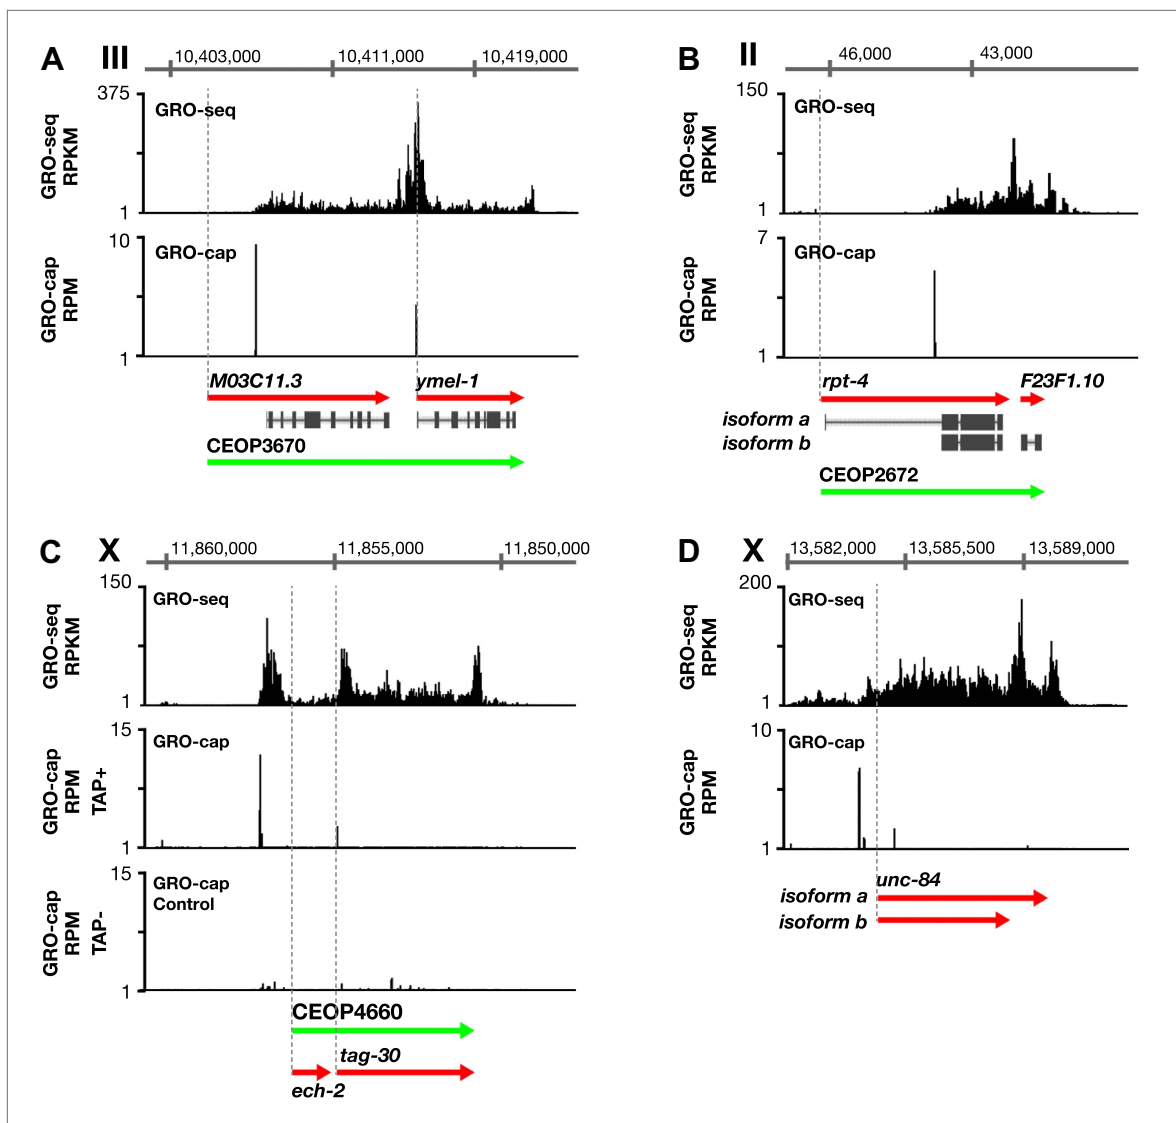 A III
10,403,000 10,411,000 10,419,000
375
GRO-seq
GRO-seq
RPKM
1
10
GRO-cap
GRO-cap
RPM
1
M03C11.3 ymel-1
CEOP3670
B II
46,000 43,000
150
GRO-seq
GRO-seq
RPKM
1
7
GRO-cap
GRO-cap
RPM
1
rpt-4 F23F1.10
isoform a
isoform b
CEOP2672
C X
11,860,000 11,855,000 11,850,000
150
GRO-seq
GRO-seq
RPKM
1
15
GRO-cap
GRO-cap
RPM
TAP+
1
15
GRO-cap
Control
GRO-cap
RPM
TAP-
1
CEOP4660
tag-30
ech-2
D X
13,582,000 13,585,500 13,589,000
200
GRO-seq
GRO-seq
RPKM
1
10
GRO-cap
GRO-cap
RPM
1
unc-84
isoform a
isoform b